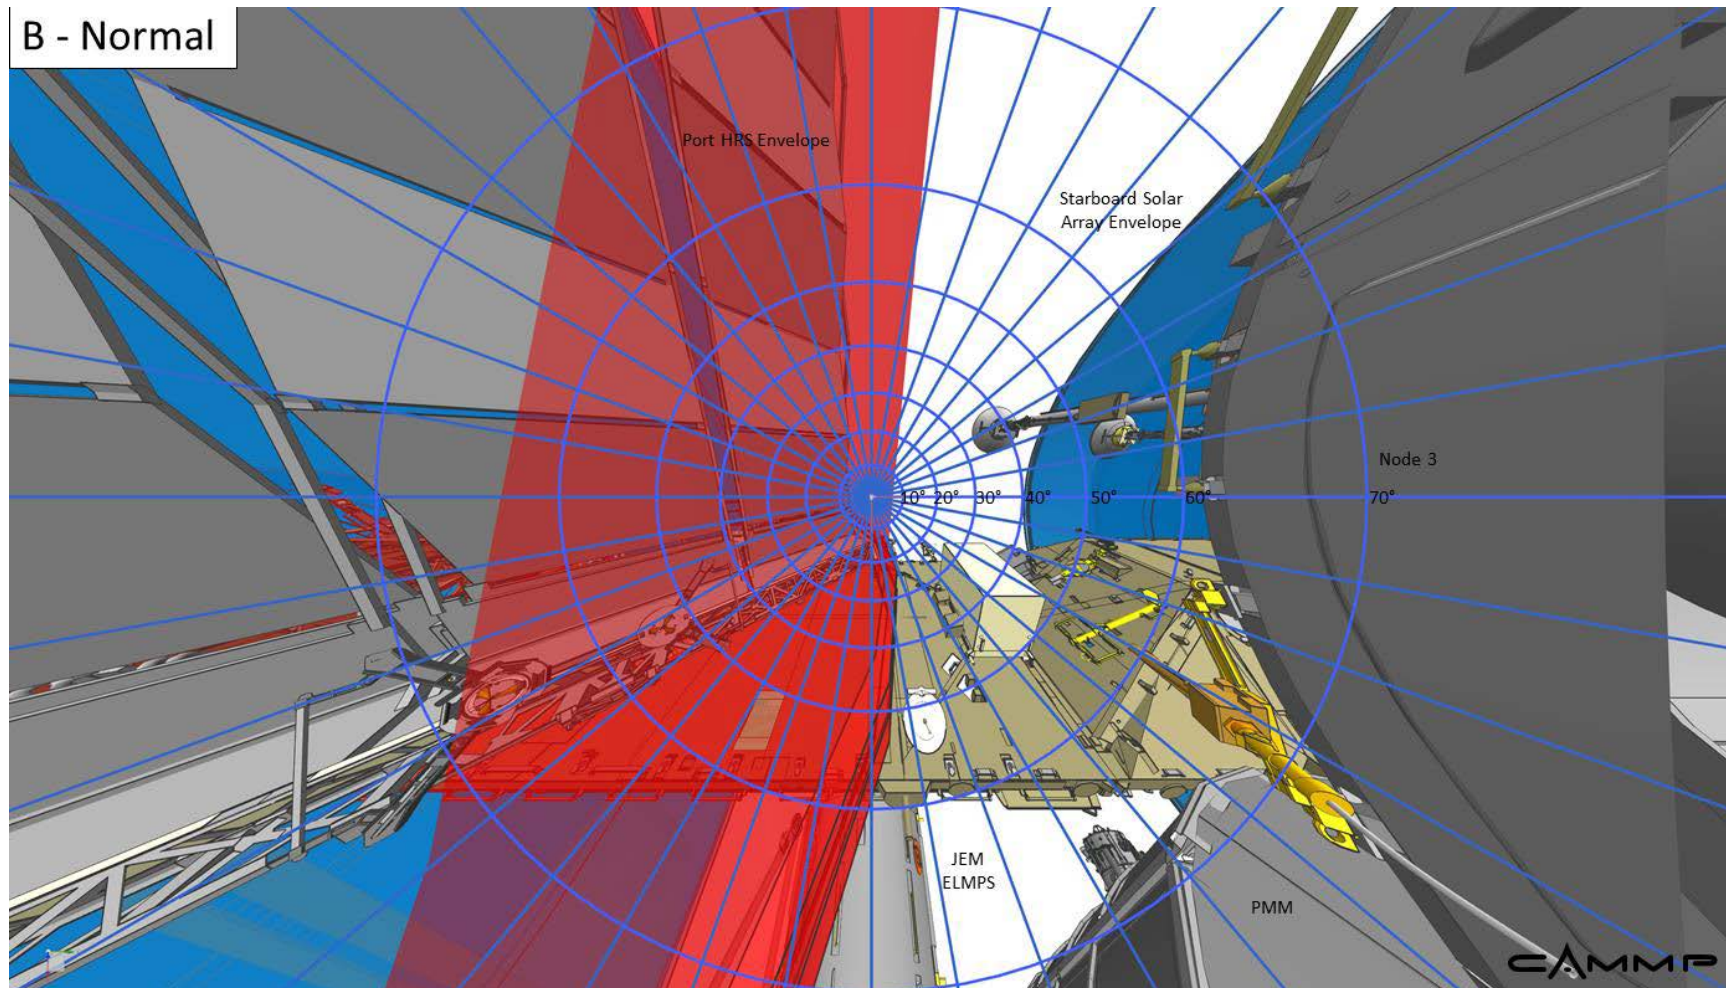 B - Normal
Port HRS Envelope
Starboard Solar
Array Envelope
Node 3
10° 20° 30° 40° 50° 60° 70°
JEM
ELMPS
PMM
CAMMP